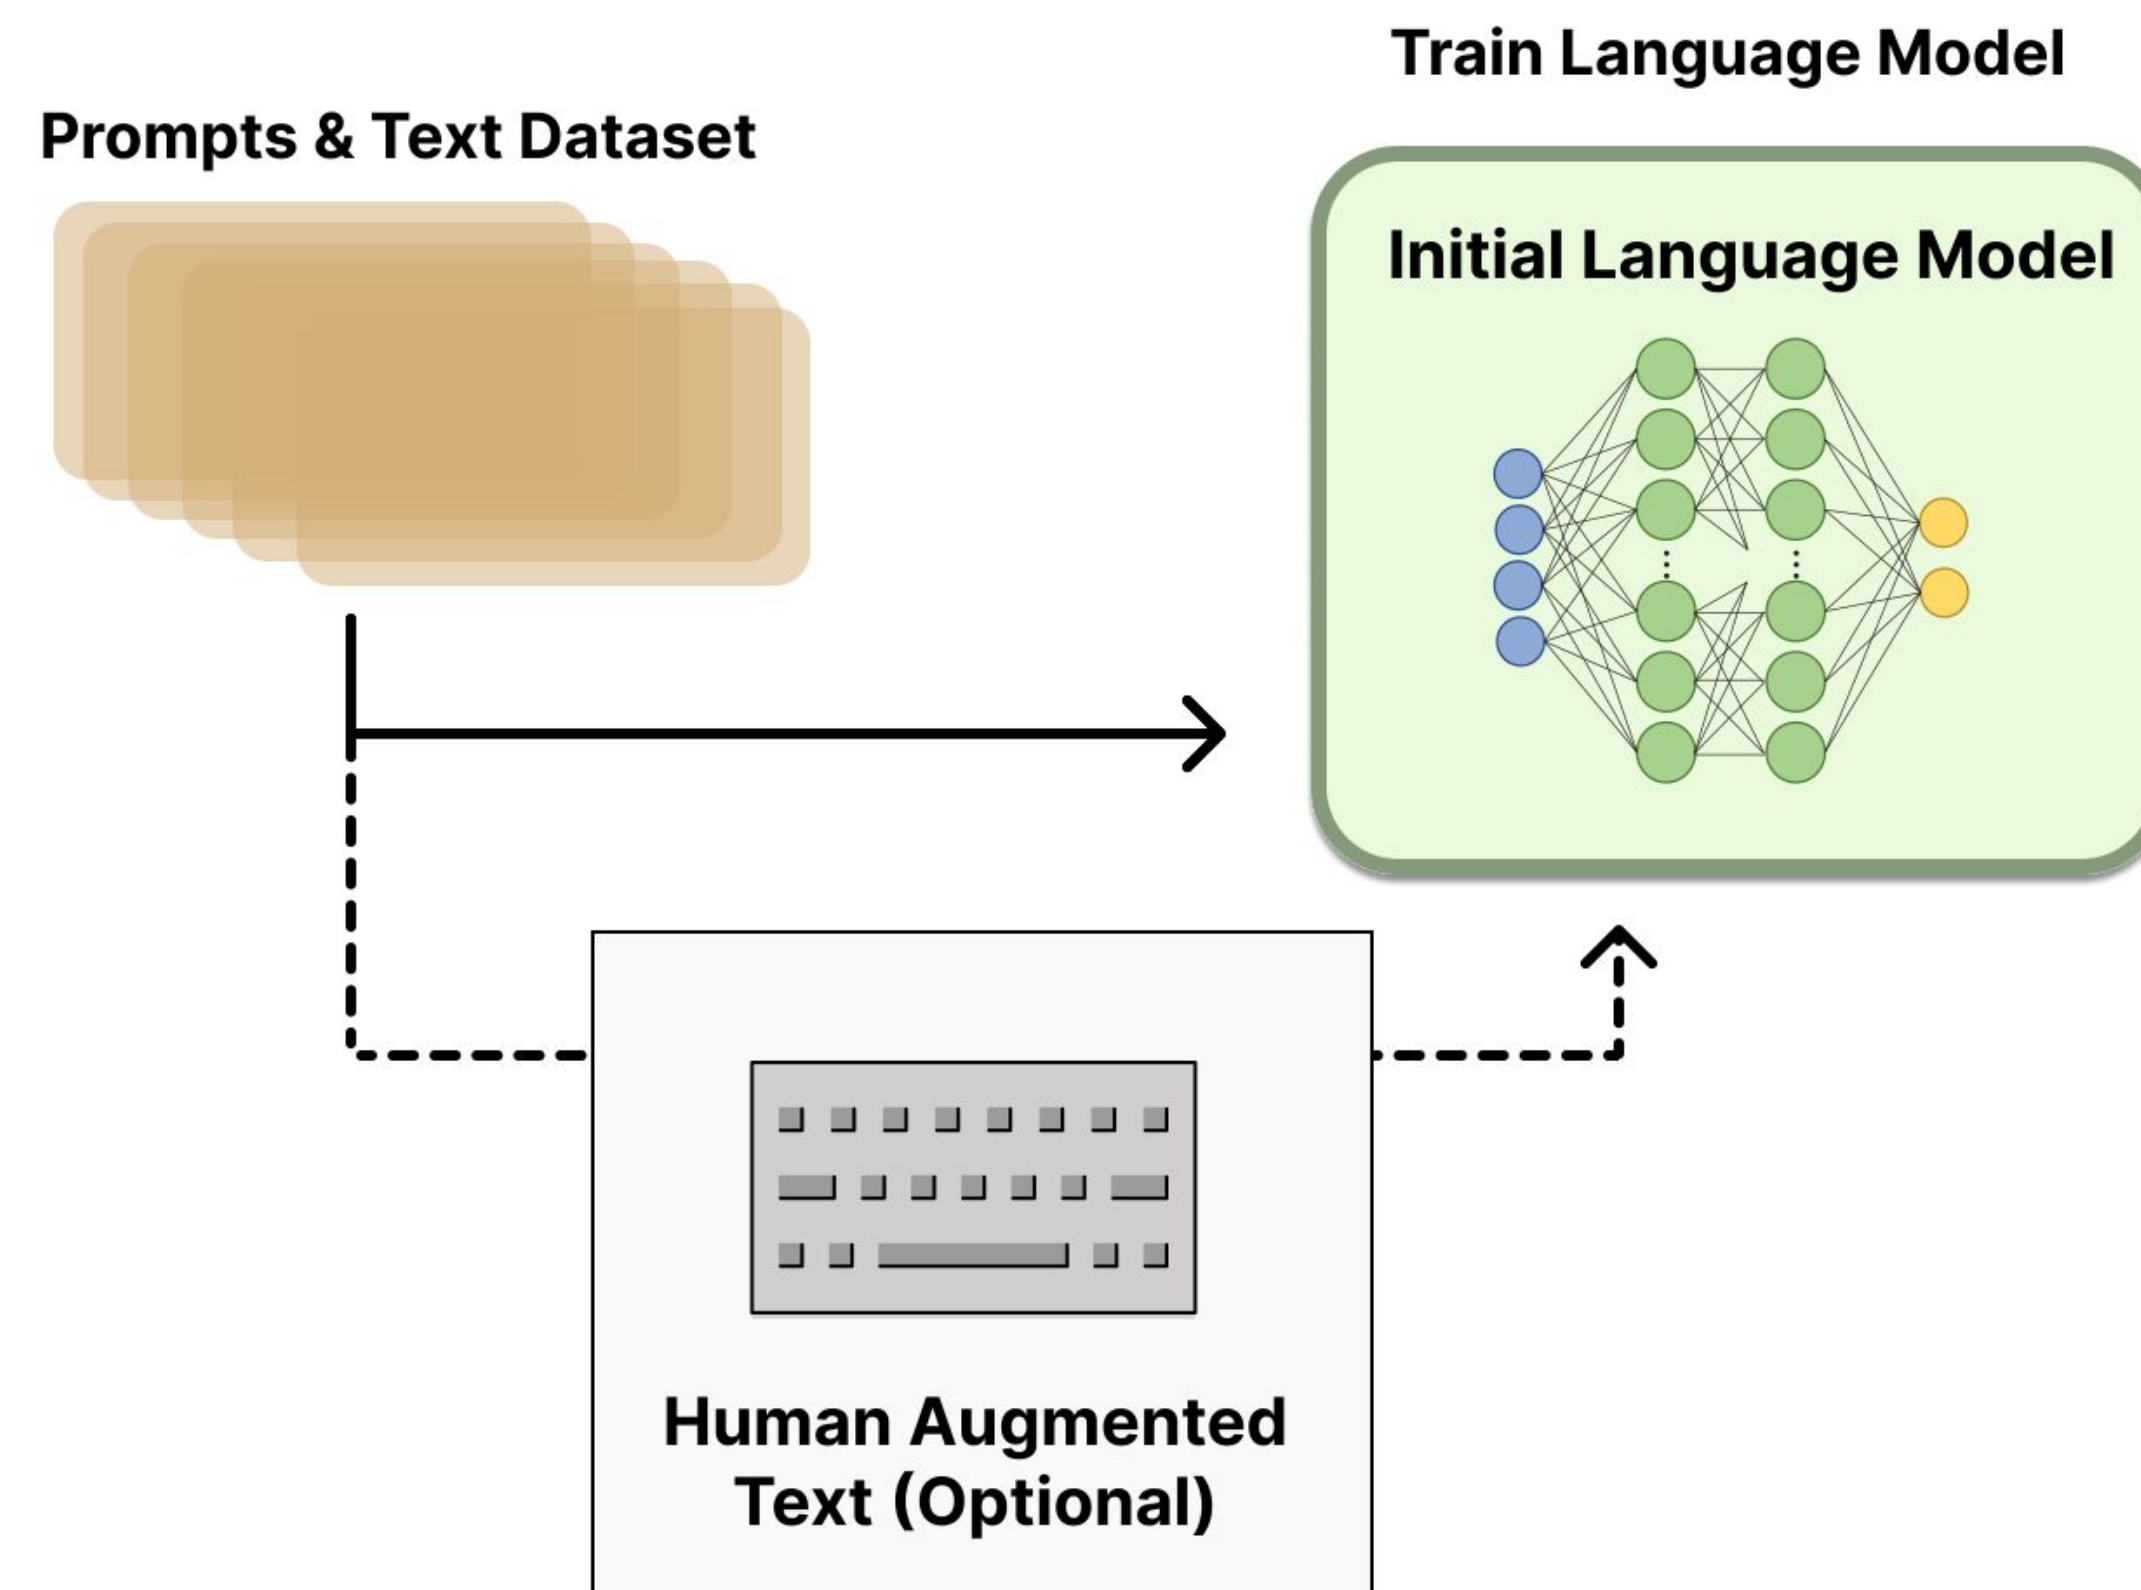 Train Language Model
Prompts & Text Dataset
Initial Language Model
Human Augmented
Text (Optional)